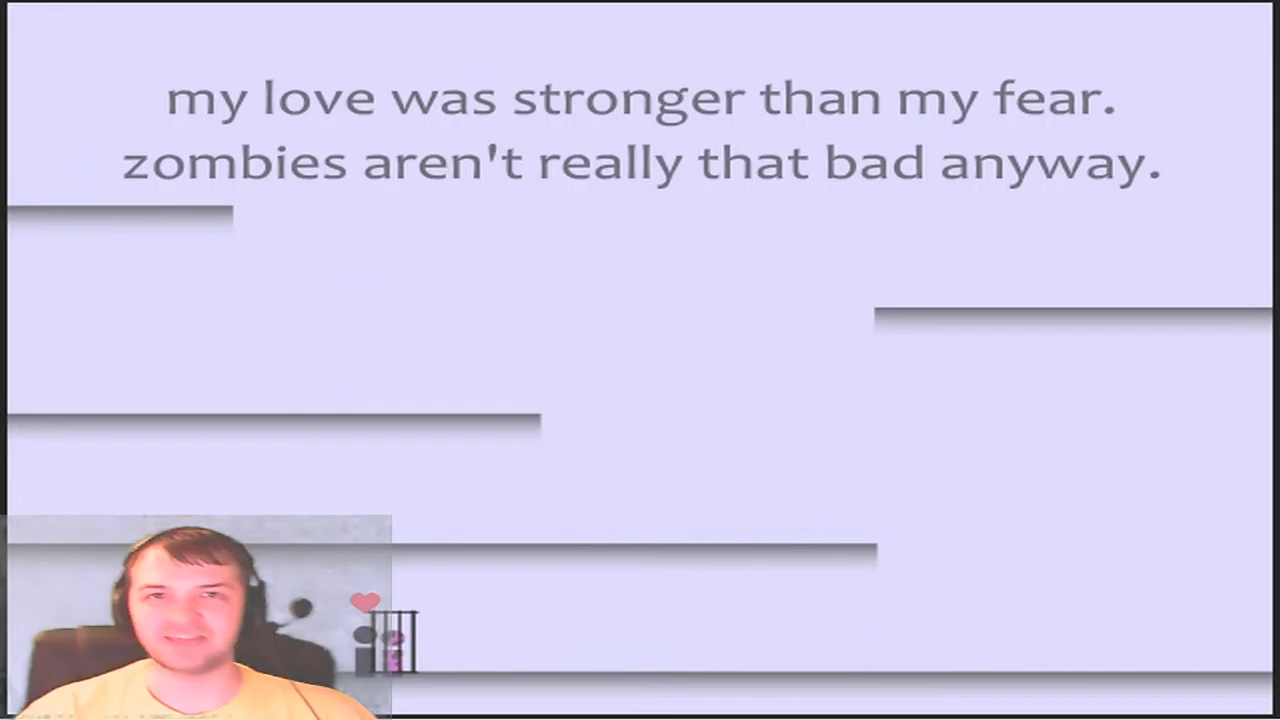 my love was stronger than my fear.
zombies aren't really that bad anyway.